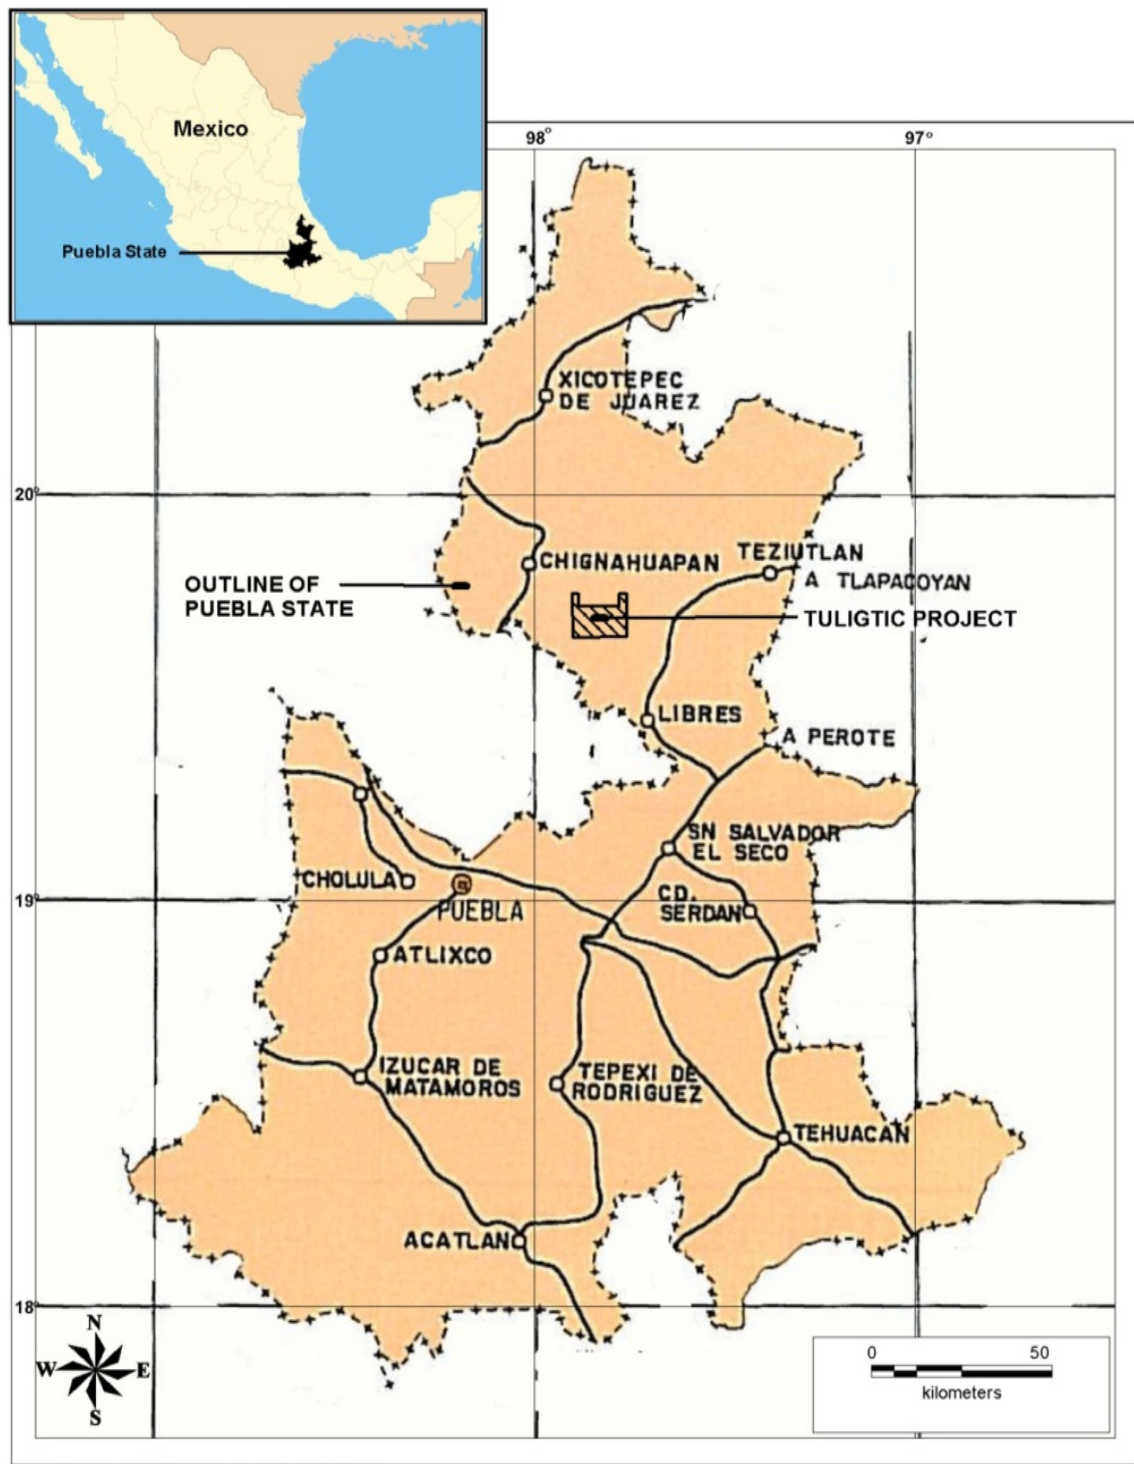 Mexico
Puebla State
98°
97°
XICOTEPEC
DE JUAREZ
20°
CHIGNAHUAPAN
TEZIUTLAN
A TLAPACOYAN
OUTLINE OF
PUEBLA STATE
TULIGTIC PROJECT
LIBRES
A PEROTE
SN SALVADOR
EL SECO
CHOLULA
CD.
SERDAN
19°
PUEBLA
ATLIXCO
IZUCAR DE
MATAMOROS
TEPEXI DE
RODRIGUEZ
TEHUACAN
ACATLAN
18°
N
W E
S
0 50
kilometers